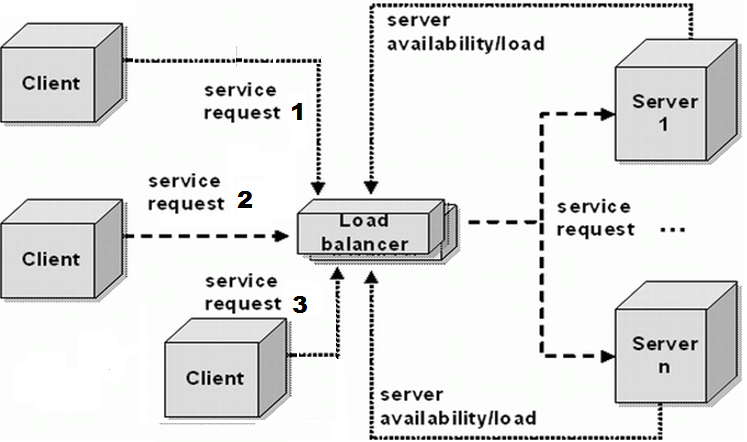 server
availability/load
Client
service
request 1
Server
1
service
request 2
Load
balancer
service
request ...
Client
service
request 3
Client
Server
n
server
availability/load